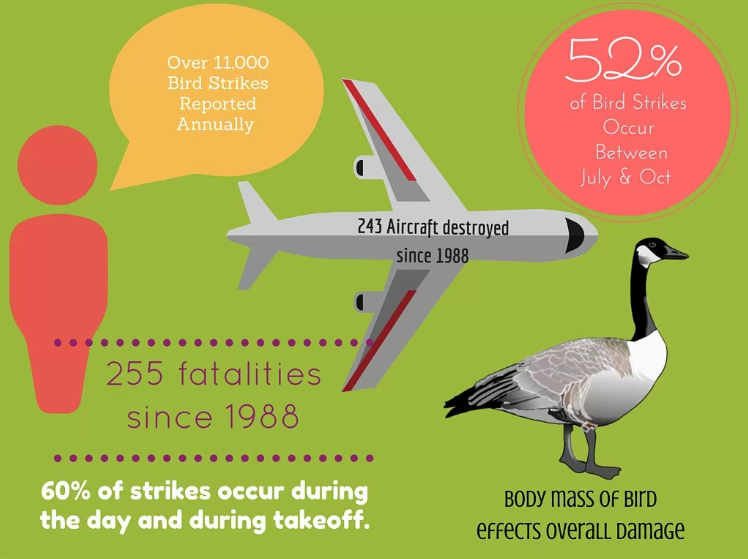 Over 11,000
Bird Strikes
Reported
Annually
52%
of Bird Strikes
Occur
Between
July & Oct
243 Aircraft destroyed
since 1988
255 fatalities
since 1988
60% of strikes occur during
the day and during takeoff.
Body mass of bird
effects overall damage